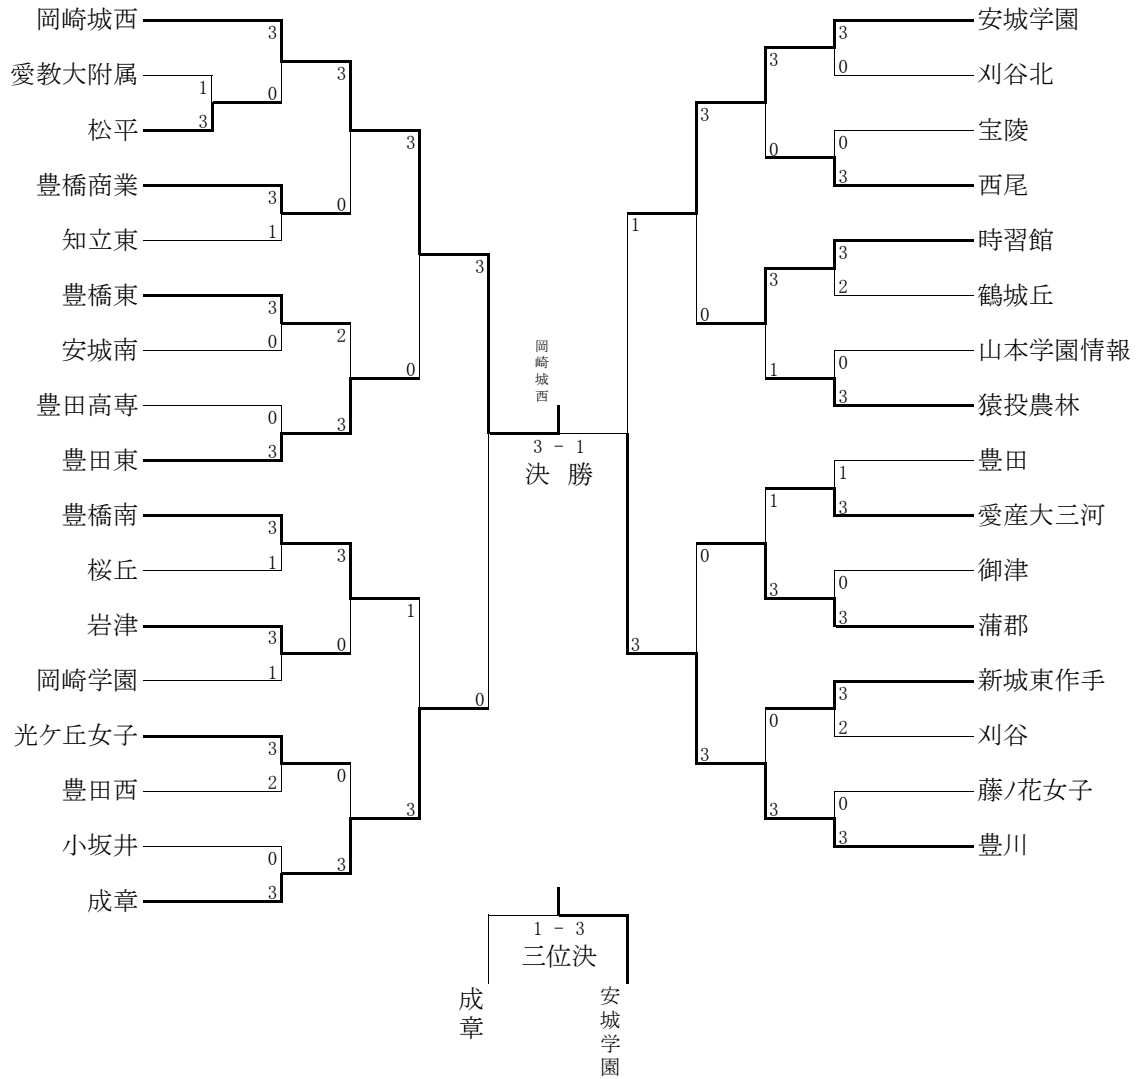 岡崎城西
3
愛教大附属
1
0
松平
3
3
豊橋商業
3
0
知立東
1
3
豊橋東
3
2
安城南
0
0
豊田高専
0
3
豊田東
3
3
豊橋南
3
3
桜丘
1
1
岩津
3
0
岡崎学園
1
0
光ケ丘女子
3
0
豊田西
2
3
小坂井
0
3
成章
3
岡崎城西
3 - 1
決 勝
安城学園
3
3
刈谷北
0
3
宝陵
0
0
西尾
3
1
時習館
3
3
鶴城丘
2
0
山本学園情報
0
1
猿投農林
3
豊田
1
1
愛産大三河
3
0
御津
0
3
蒲郡
3
3
新城東作手
3
0
刈谷
2
3
藤ノ花女子
0
3
豊川
3
1 - 3
三位決
成章
安城学園